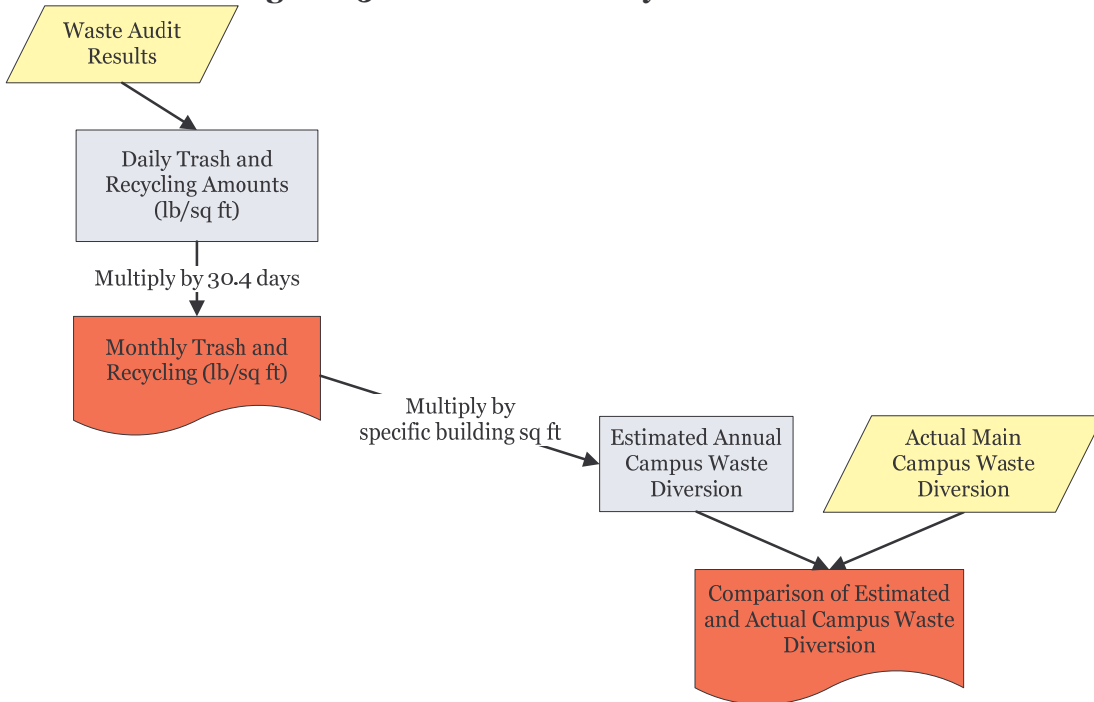 Waste Audit
Results
Daily Trash and
Recycling Amounts
(lb/sq ft)
Multiply by 30.4 days
Monthly Trash and
Recycling (lb/sq ft)
Multiply by
specific building sq ft
Estimated Annual
Campus Waste
Diversion
Actual Main
Campus Waste
Diversion
Comparison of Estimated
and Actual Campus Waste
Diversion